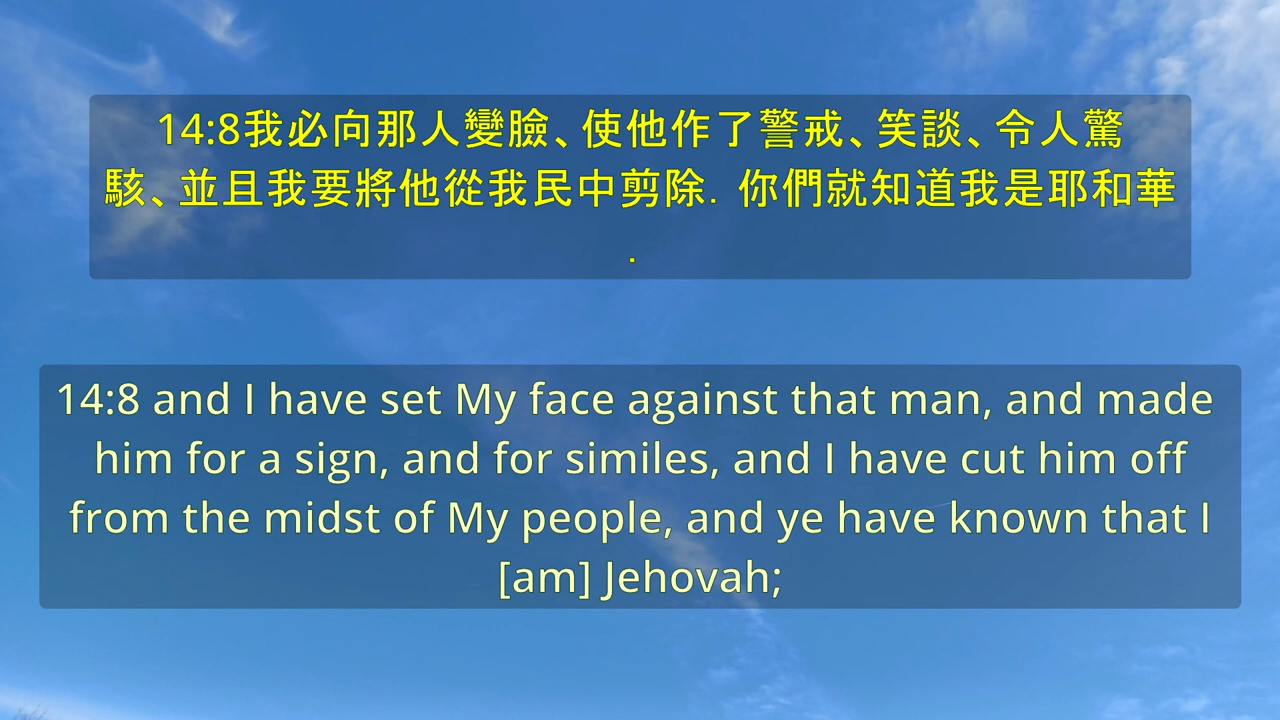 14:8我必向那人變臉、使他作了警戒、笑談、令人驚
駭、並且我要將他從我民中剪除．你們就知道我是耶和華
．
14:8 and I have set My face against that man, and made
him for a sign, and for similes, and I have cut him off
from the midst of My people, and ye have known that I
[am] Jehovah;